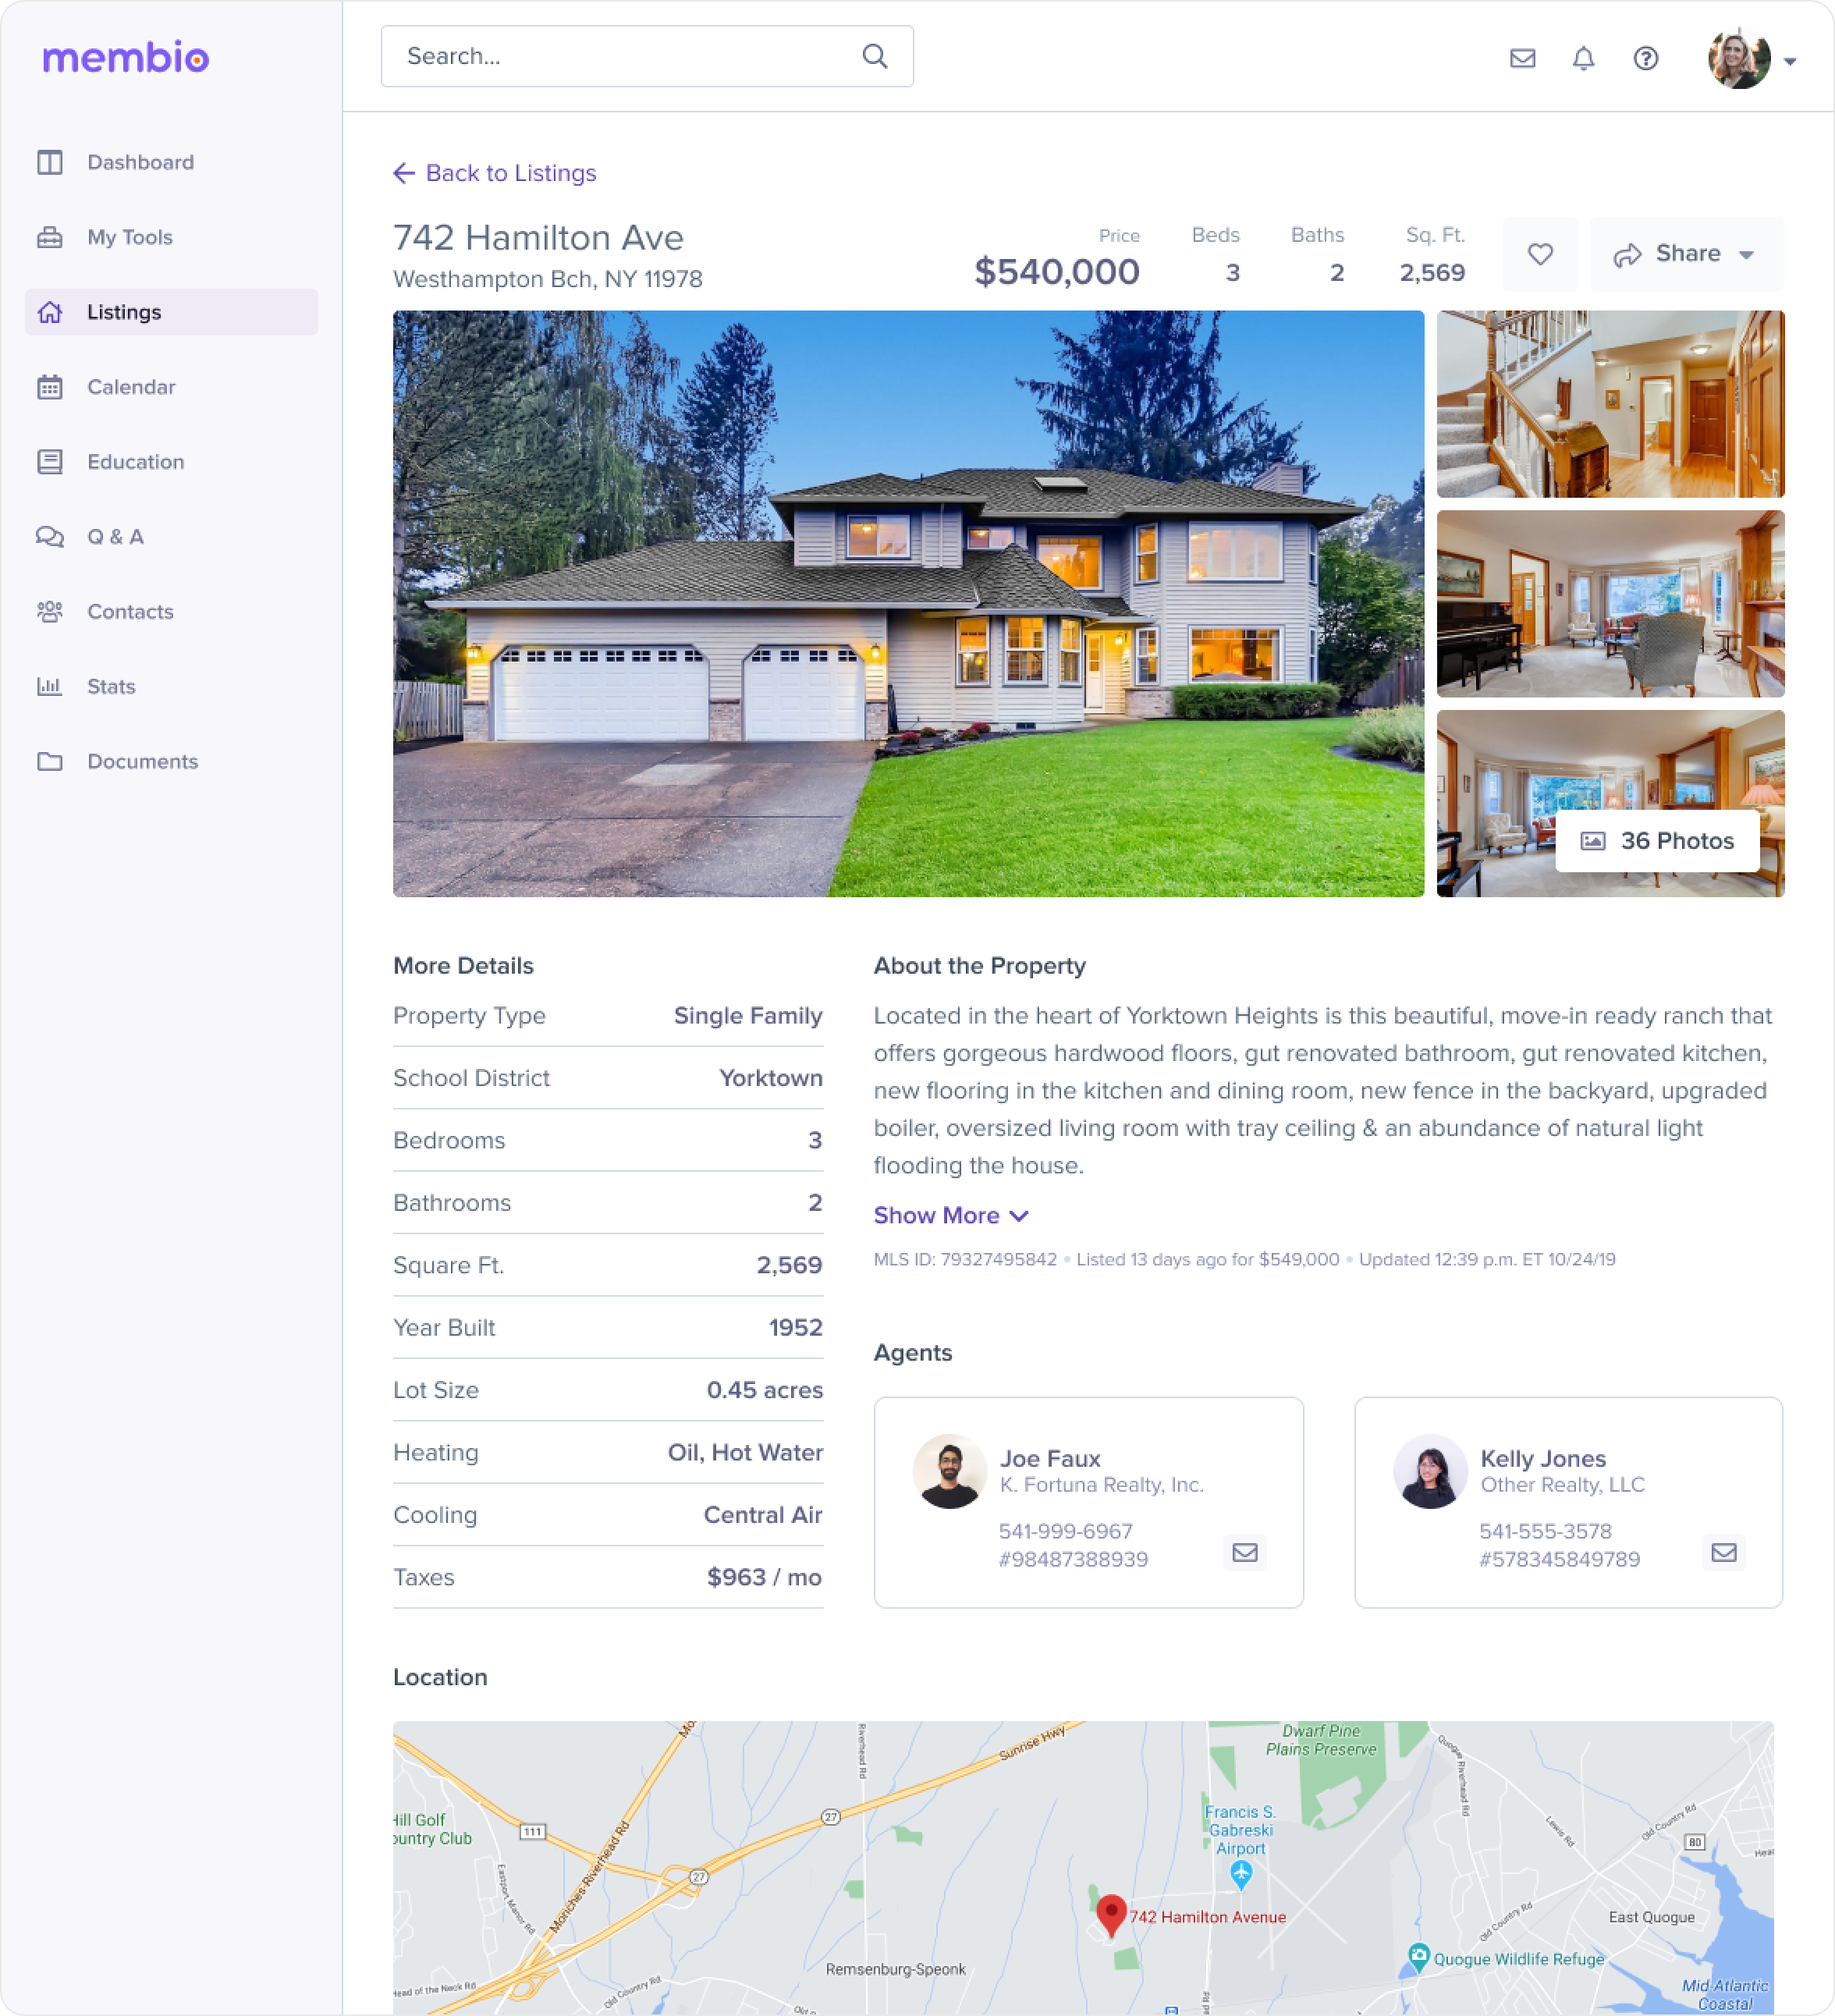 membio
Search...
Dashboard
My Tools
Listings
Calendar
Education
Q & A
Contacts
Stats
Documents
Back to Listings
742 Hamilton Ave
Westhampton Bch, NY 11978
Price
$540,000
Beds
3
Baths
2
Sq. Ft.
2,569
Share
36 Photos
More Details
Property Type Single Family
School District Yorktown
Bedrooms 3
Bathrooms 2
Square Ft. 2,569
Year Built 1952
Lot Size 0.45 acres
Heating Oil, Hot Water
Cooling Central Air
Taxes $963 / mo
About the Property
Located in the heart of Yorktown Heights is this beautiful, move-in ready ranch that
offers gorgeous hardwood floors, gut renovated bathroom, gut renovated kitchen,
new flooring in the kitchen and dining room, new fence in the backyard, upgraded
boiler, oversized living room with tray ceiling & an abundance of natural light
flooding the house.
Show More
MLS ID: 79327495842 • Listed 13 days ago for $549,000 • Updated 12:39 p.m. ET 10/24/19
Agents
Joe Faux
K. Fortuna Realty, Inc.
541-999-6967
#98487388939
Kelly Jones
Other Realty, LLC
541-555-3578
#578345849789
Location
Riverhead Rd
Sunrise Hwy
Dwarf Pine
Plains Preserve
Quogue Riverhead Rd
Hill Golf
ountry Club
111
27
27
Moriches-Riverhead Rd
Eastport Manor Rd
Francis S.
Gabreski
Airport
Lewis Rd
Old Country Rd
80
742 Hamilton Avenue
Old Country Rd
East Quogue
Quogue Wildlife Refuge
Remsenburg-Speonk
Head of the Neck Rd
Old Country Rd
Mid-Atlantic
Coastal